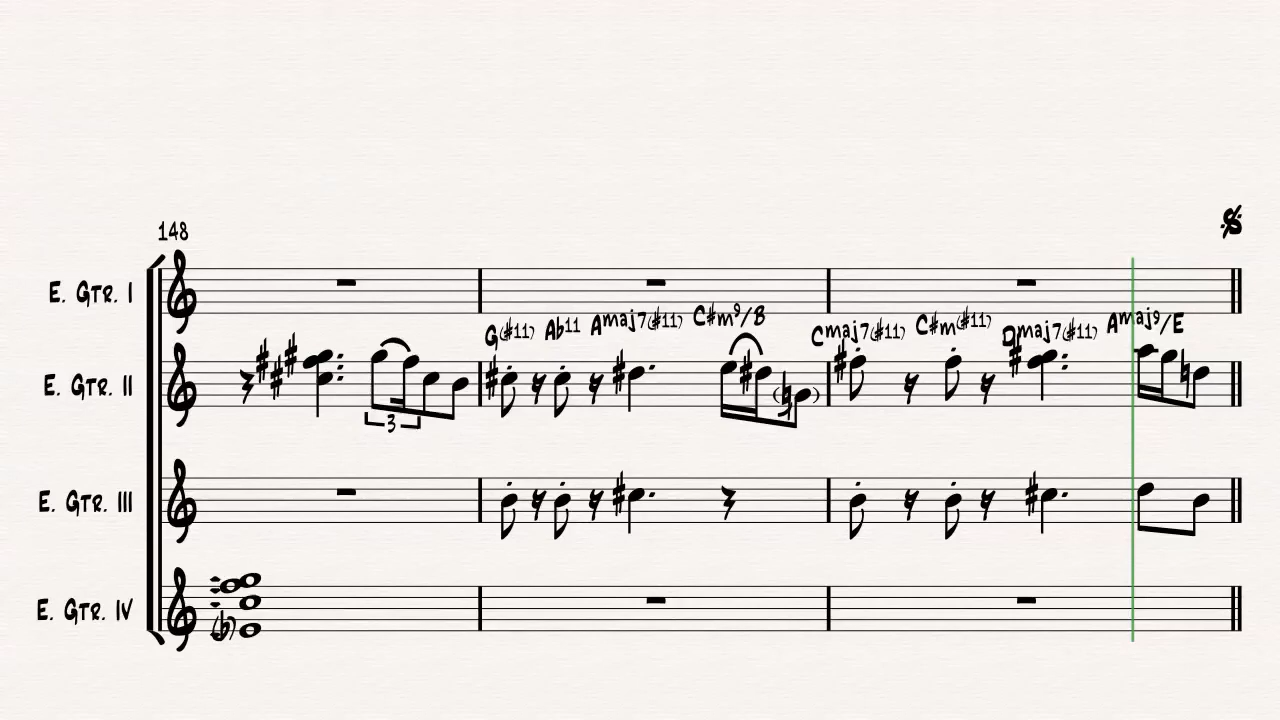 148
E. Gtr. I
G(#11) Ab11 Amaj7(#11) C#m9/B Cmaj7(#11) C#m(#11) Dmaj7(#11) Amaj9/E
E. Gtr. II
3
E. Gtr. III
E. Gtr. IV